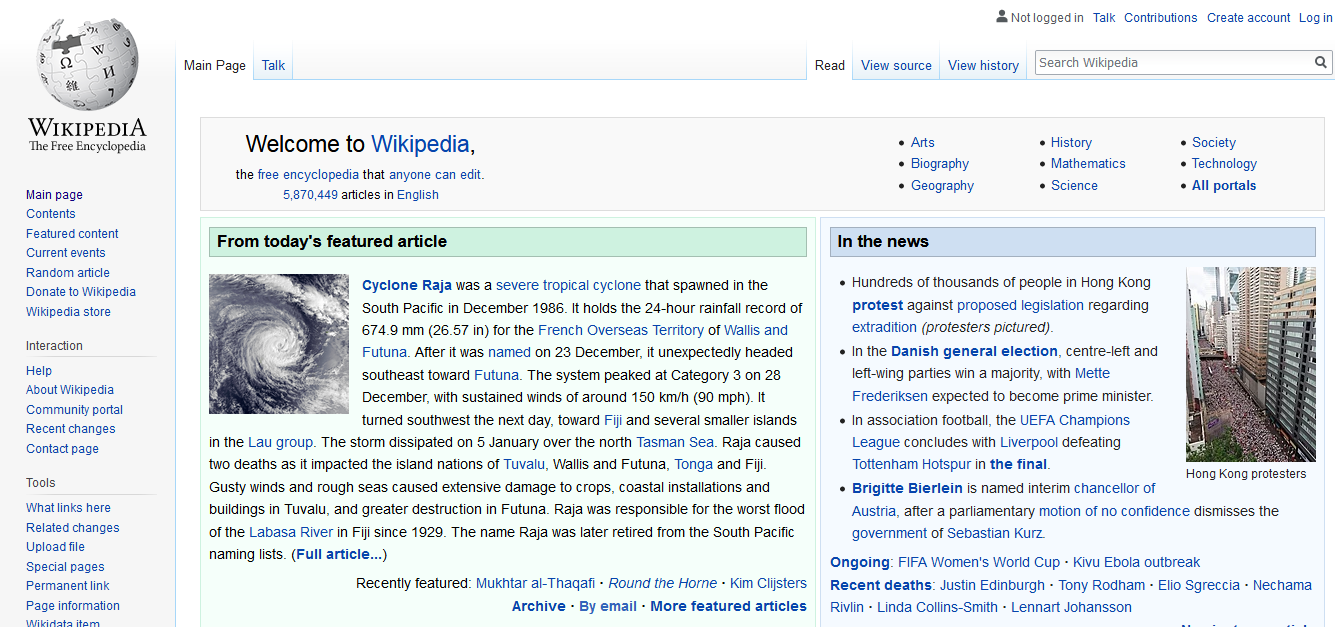 Not logged in Talk Contributions Create account Log in
Main Page Talk
Read View source View history Search Wikipedia
WIKIPEDIA
The Free Encyclopedia
Main page
Contents
Featured content
Current events
Random article
Donate to Wikipedia
Wikipedia store
Interaction
Help
About Wikipedia
Community portal
Recent changes
Contact page
Tools
What links here
Related changes
Upload file
Special pages
Permanent link
Page information
Wikidata item
Welcome to Wikipedia,
the free encyclopedia that anyone can edit.
5,870,449 articles in English
Arts
Biography
Geography
History
Mathematics
Science
Society
Technology
All portals
From today's featured article
Cyclone Raja was a severe tropical cyclone that spawned in the
South Pacific in December 1986. It holds the 24-hour rainfall record of
674.9 mm (26.57 in) for the French Overseas Territory of Wallis and
Futuna. After it was named on 23 December, it unexpectedly headed
southeast toward Futuna. The system peaked at Category 3 on 28
December, with sustained winds of around 150 km/h (90 mph). It
turned southwest the next day, toward Fiji and several smaller islands
in the Lau group. The storm dissipated on 5 January over the north Tasman Sea. Raja caused
two deaths as it impacted the island nations of Tuvalu, Wallis and Futuna, Tonga and Fiji.
Gusty winds and rough seas caused extensive damage to crops, coastal installations and
buildings in Tuvalu, and greater destruction in Futuna. Raja was responsible for the worst flood
of the Labasa River in Fiji since 1929. The name Raja was later retired from the South Pacific
naming lists. (Full article...)
Recently featured: Mukhtar al-Thaqafi · Round the Horne · Kim Clijsters
Archive · By email · More featured articles
In the news
Hundreds of thousands of people in Hong Kong
protest against proposed legislation regarding
extradition (protesters pictured).
In the Danish general election, centre-left and
left-wing parties win a majority, with Mette
Frederiksen expected to become prime minister.
In association football, the UEFA Champions
League concludes with Liverpool defeating
Tottenham Hotspur in the final.
Hong Kong protesters
Brigitte Bierlein is named interim chancellor of
Austria, after a parliamentary motion of no confidence dismisses the
government of Sebastian Kurz.
Ongoing: FIFA Women's World Cup · Kivu Ebola outbreak
Recent deaths: Justin Edinburgh · Tony Rodham · Elio Sgreccia · Nechama
Rivlin · Linda Collins-Smith · Lennart Johansson